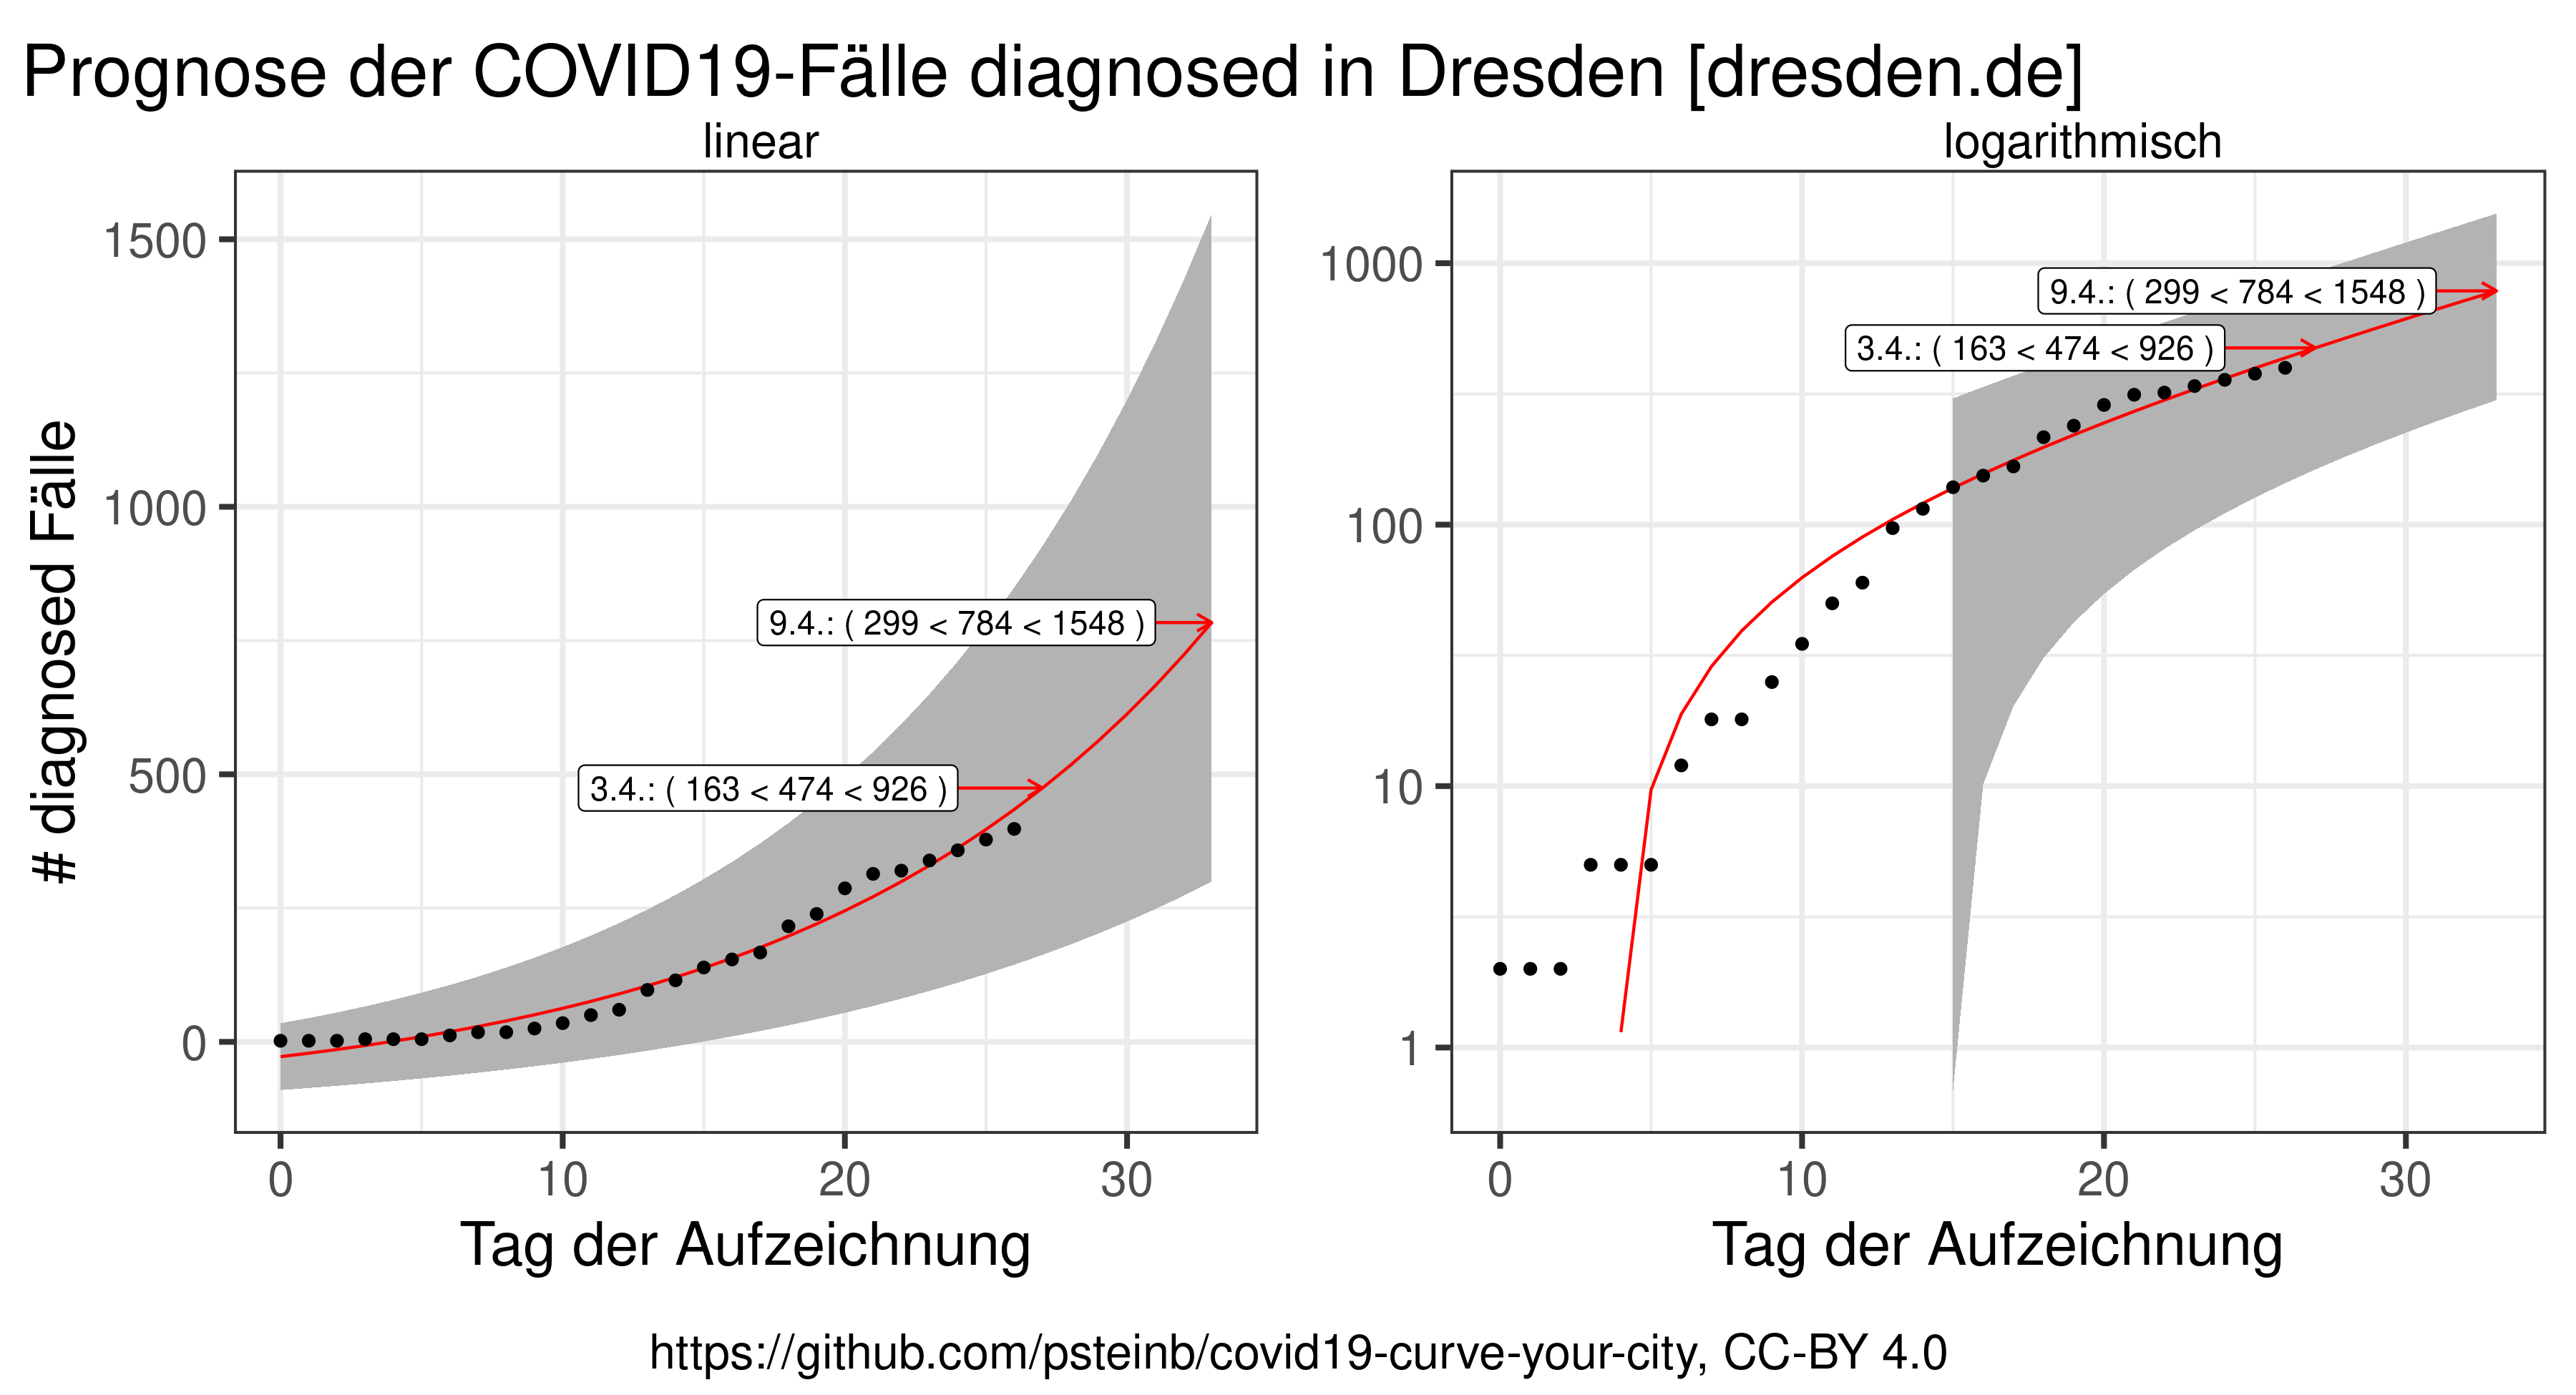 Prognose der COVID19-Fälle diagnosed in Dresden [dresden.de]
linear
# diagnosed Fälle
1500
1000
500
0
9.4.: ( 299 < 784 < 1548 )
3.4.: ( 163 < 474 < 926 )
0 10 20 30
Tag der Aufzeichnung
logarithmisch
1000
100
10
1
9.4.: ( 299 < 784 < 1548 )
3.4.: ( 163 < 474 < 926 )
0 10 20 30
Tag der Aufzeichnung
https://github.com/psteinb/covid19-curve-your-city, CC-BY 4.0